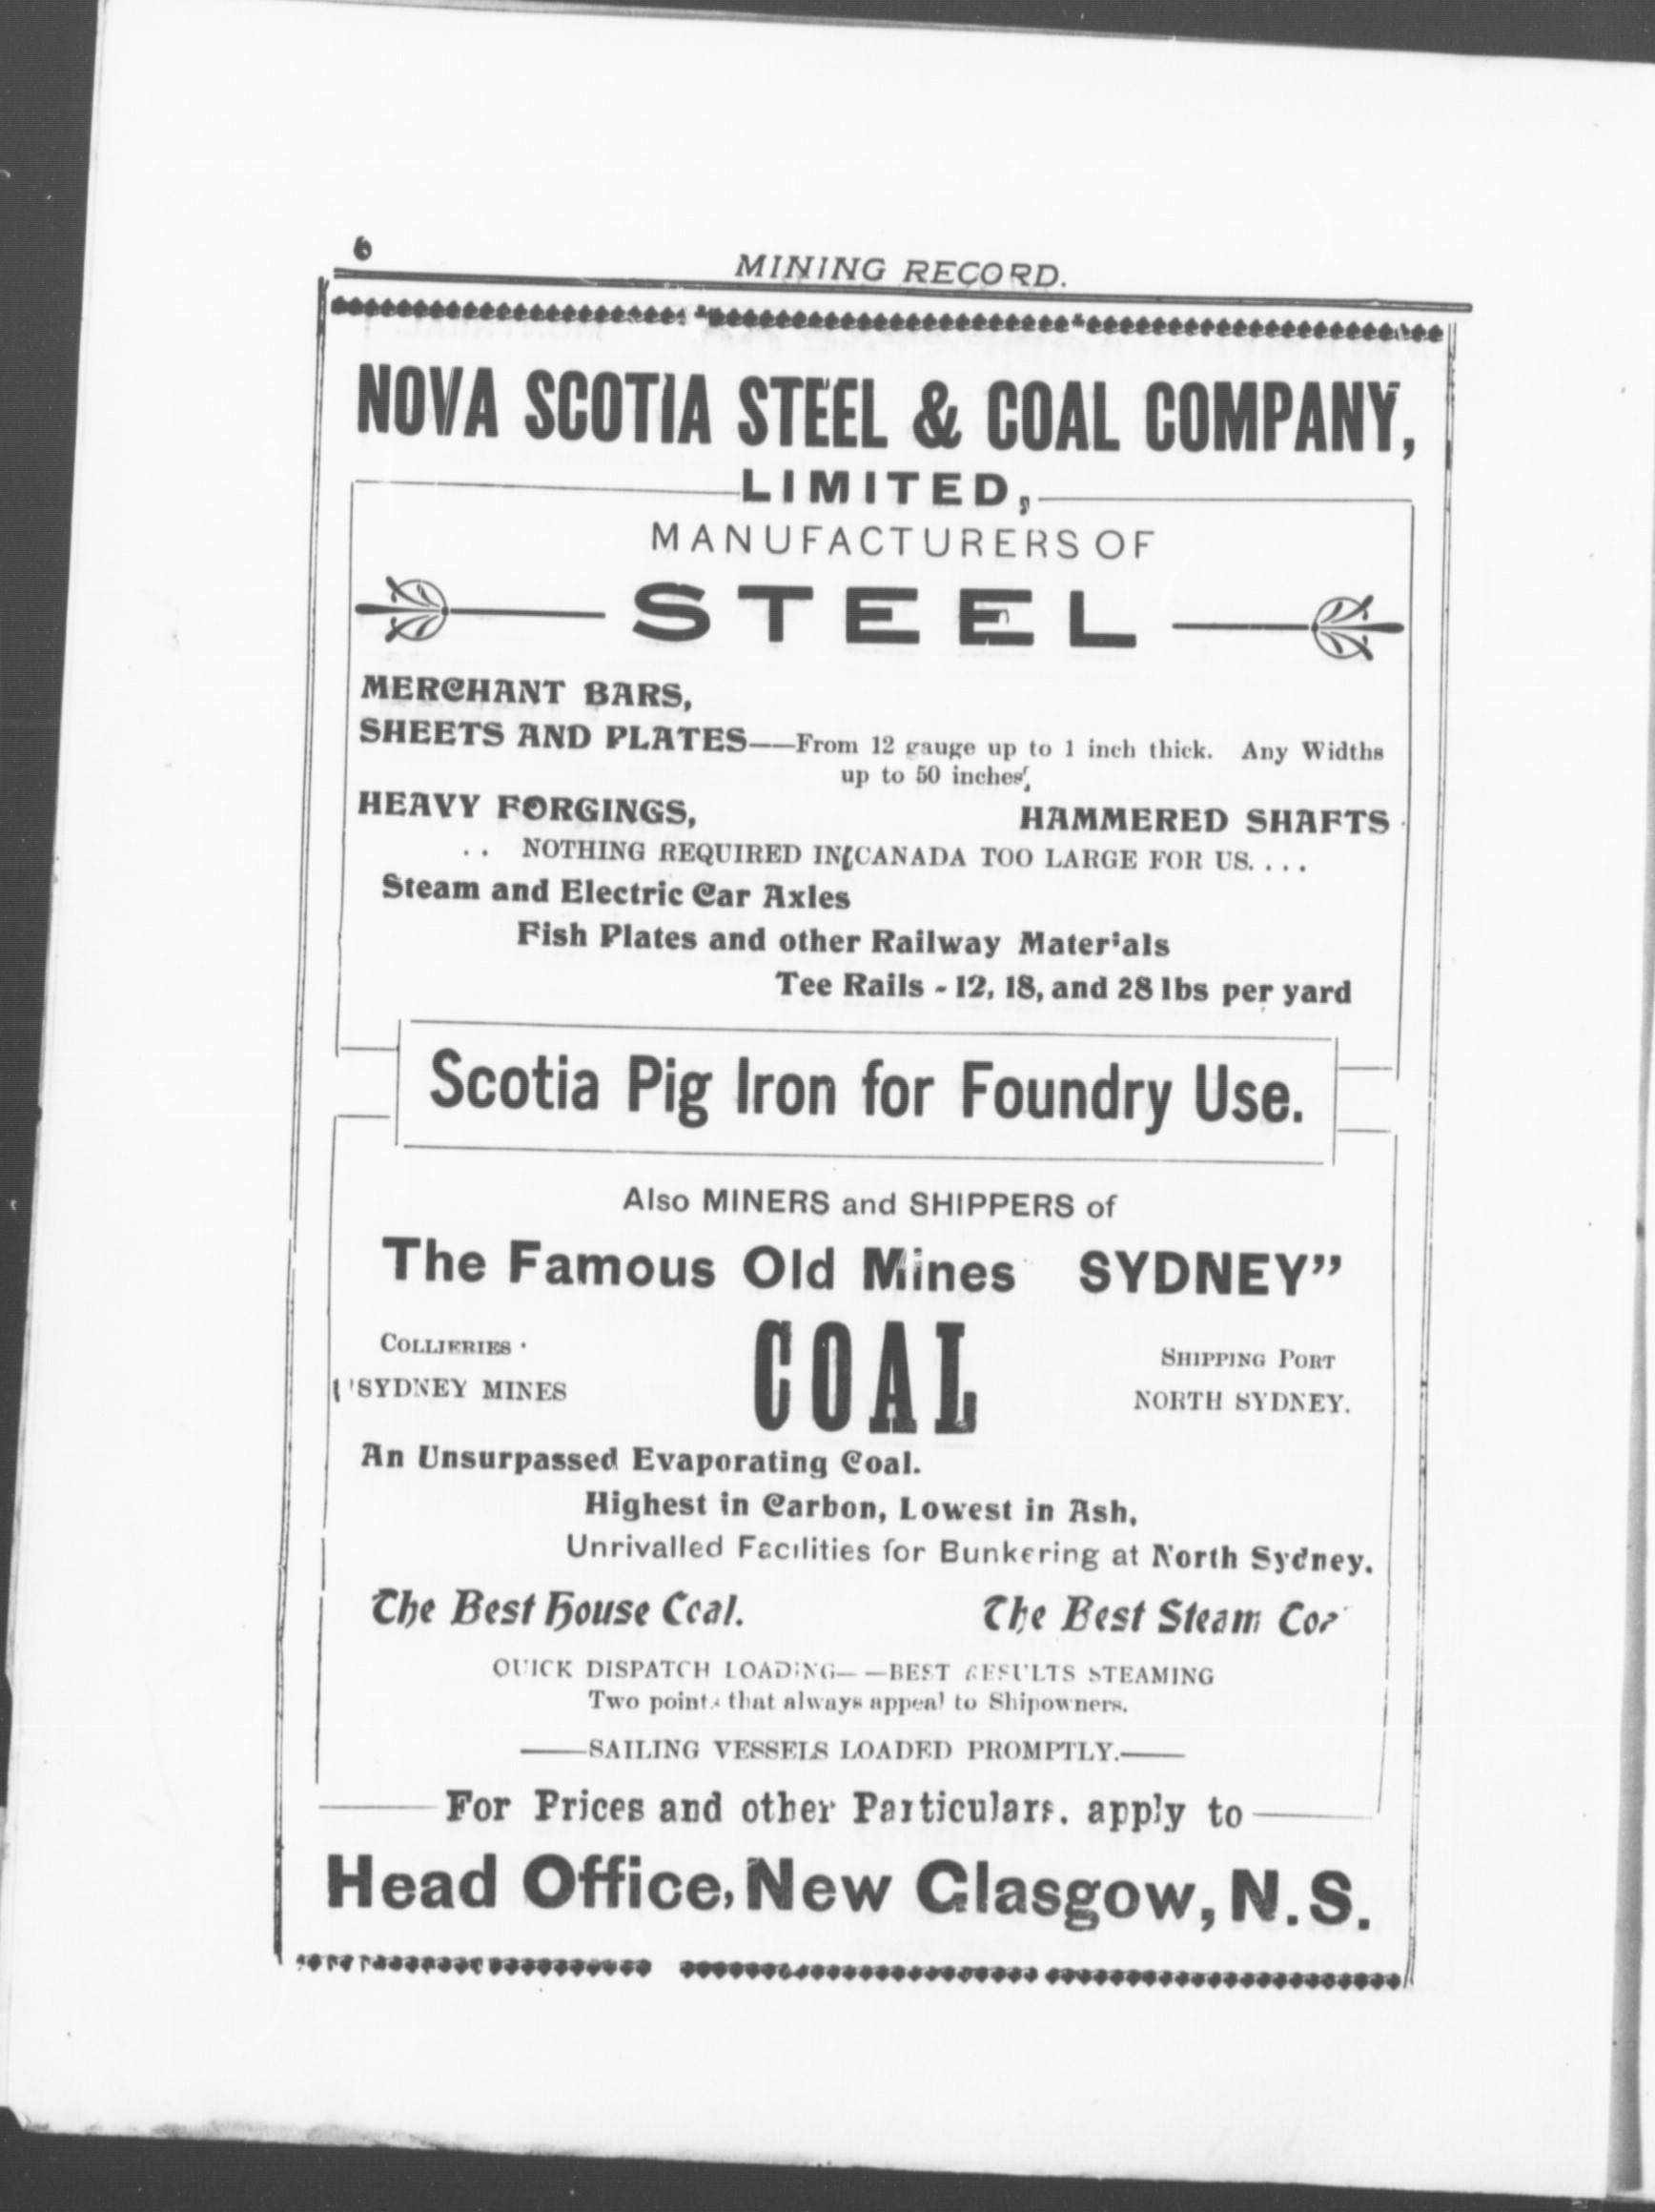 6
MINING RECORD.
NOVA SCOTIA STEEL & COAL COMPANY,
LIMITED,
MANUFACTURERS OF
STEEL
MERCHANT BARS,
SHEETS AND PLATES——From 12 gauge up to 1 inch thick. Any Widths
up to 50 inches,
HEAVY FORGINGS, HAMMERED SHAFTS
. . NOTHING REQUIRED IN CANADA TOO LARGE FOR US. . . .
Steam and Electric Car Axles
Fish Plates and other Railway Materials
Tee Rails - 12, 18, and 28 lbs per yard
Scotia Pig Iron for Foundry Use.
Also MINERS and SHIPPERS of
The Famous Old Mines SYDNEY”
COLLIERIES
SYDNEY MINES
COAL
SHIPPING PORT
NORTH SYDNEY.
An Unsurpassed Evaporating Coal.
Highest in Carbon, Lowest in Ash,
Unrivalled Facilities for Bunkering at North Sydney.
The Best House Coal. The Best Steam Coa
QUICK DISPATCH LOADING— —BEST RESULTS STEAMING
Two points that always appeal to Shipowners.
——SAILING VESSELS LOADED PROMPTLY.——
For Prices and other Particulars, apply to
Head Office, New Glasgow, N.S.